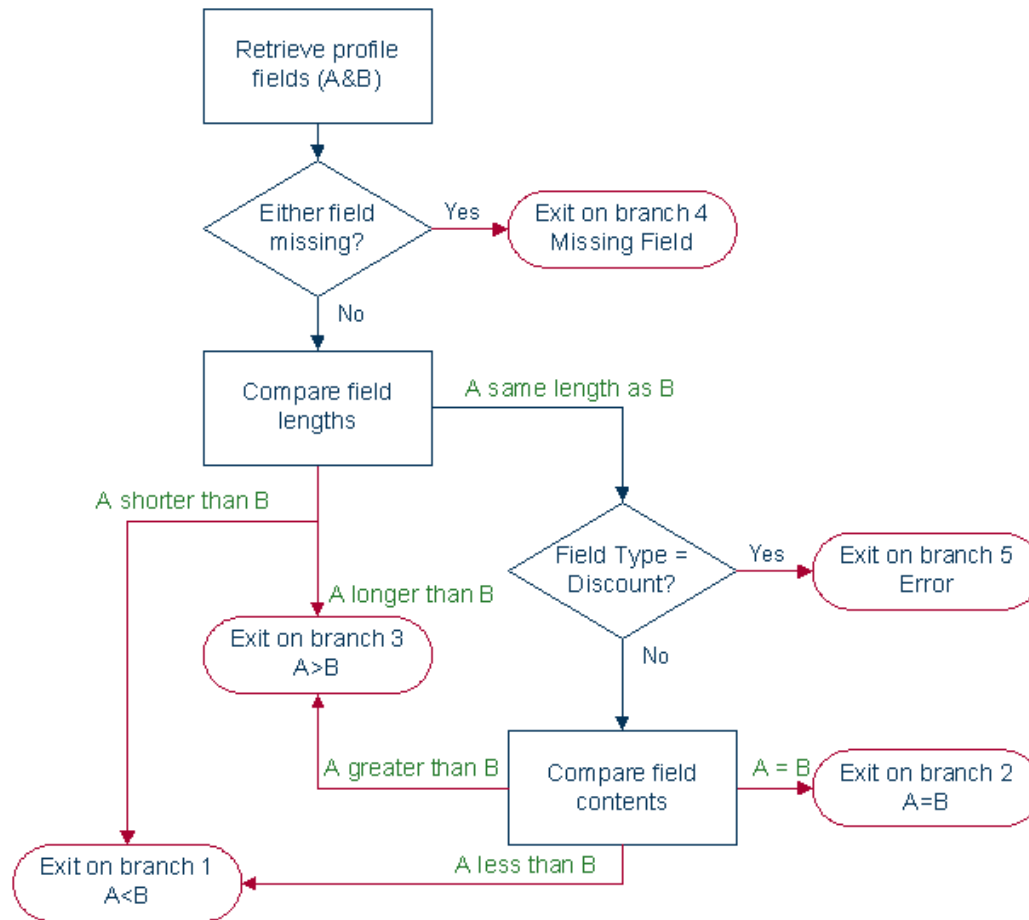 Retrieve profile
fields (A&B)
Either field
missing?
Yes
Exit on branch 4
Missing Field
No
Compare field
lengths
A same length as B
A shorter than B
Field Type =
Discount?
Yes
Exit on branch 5
Error
A longer than B
Exit on branch 3
A>B
No
A greater than B
Compare field
contents
A = B
Exit on branch 2
A=B
A less than B
Exit on branch 1
A<B